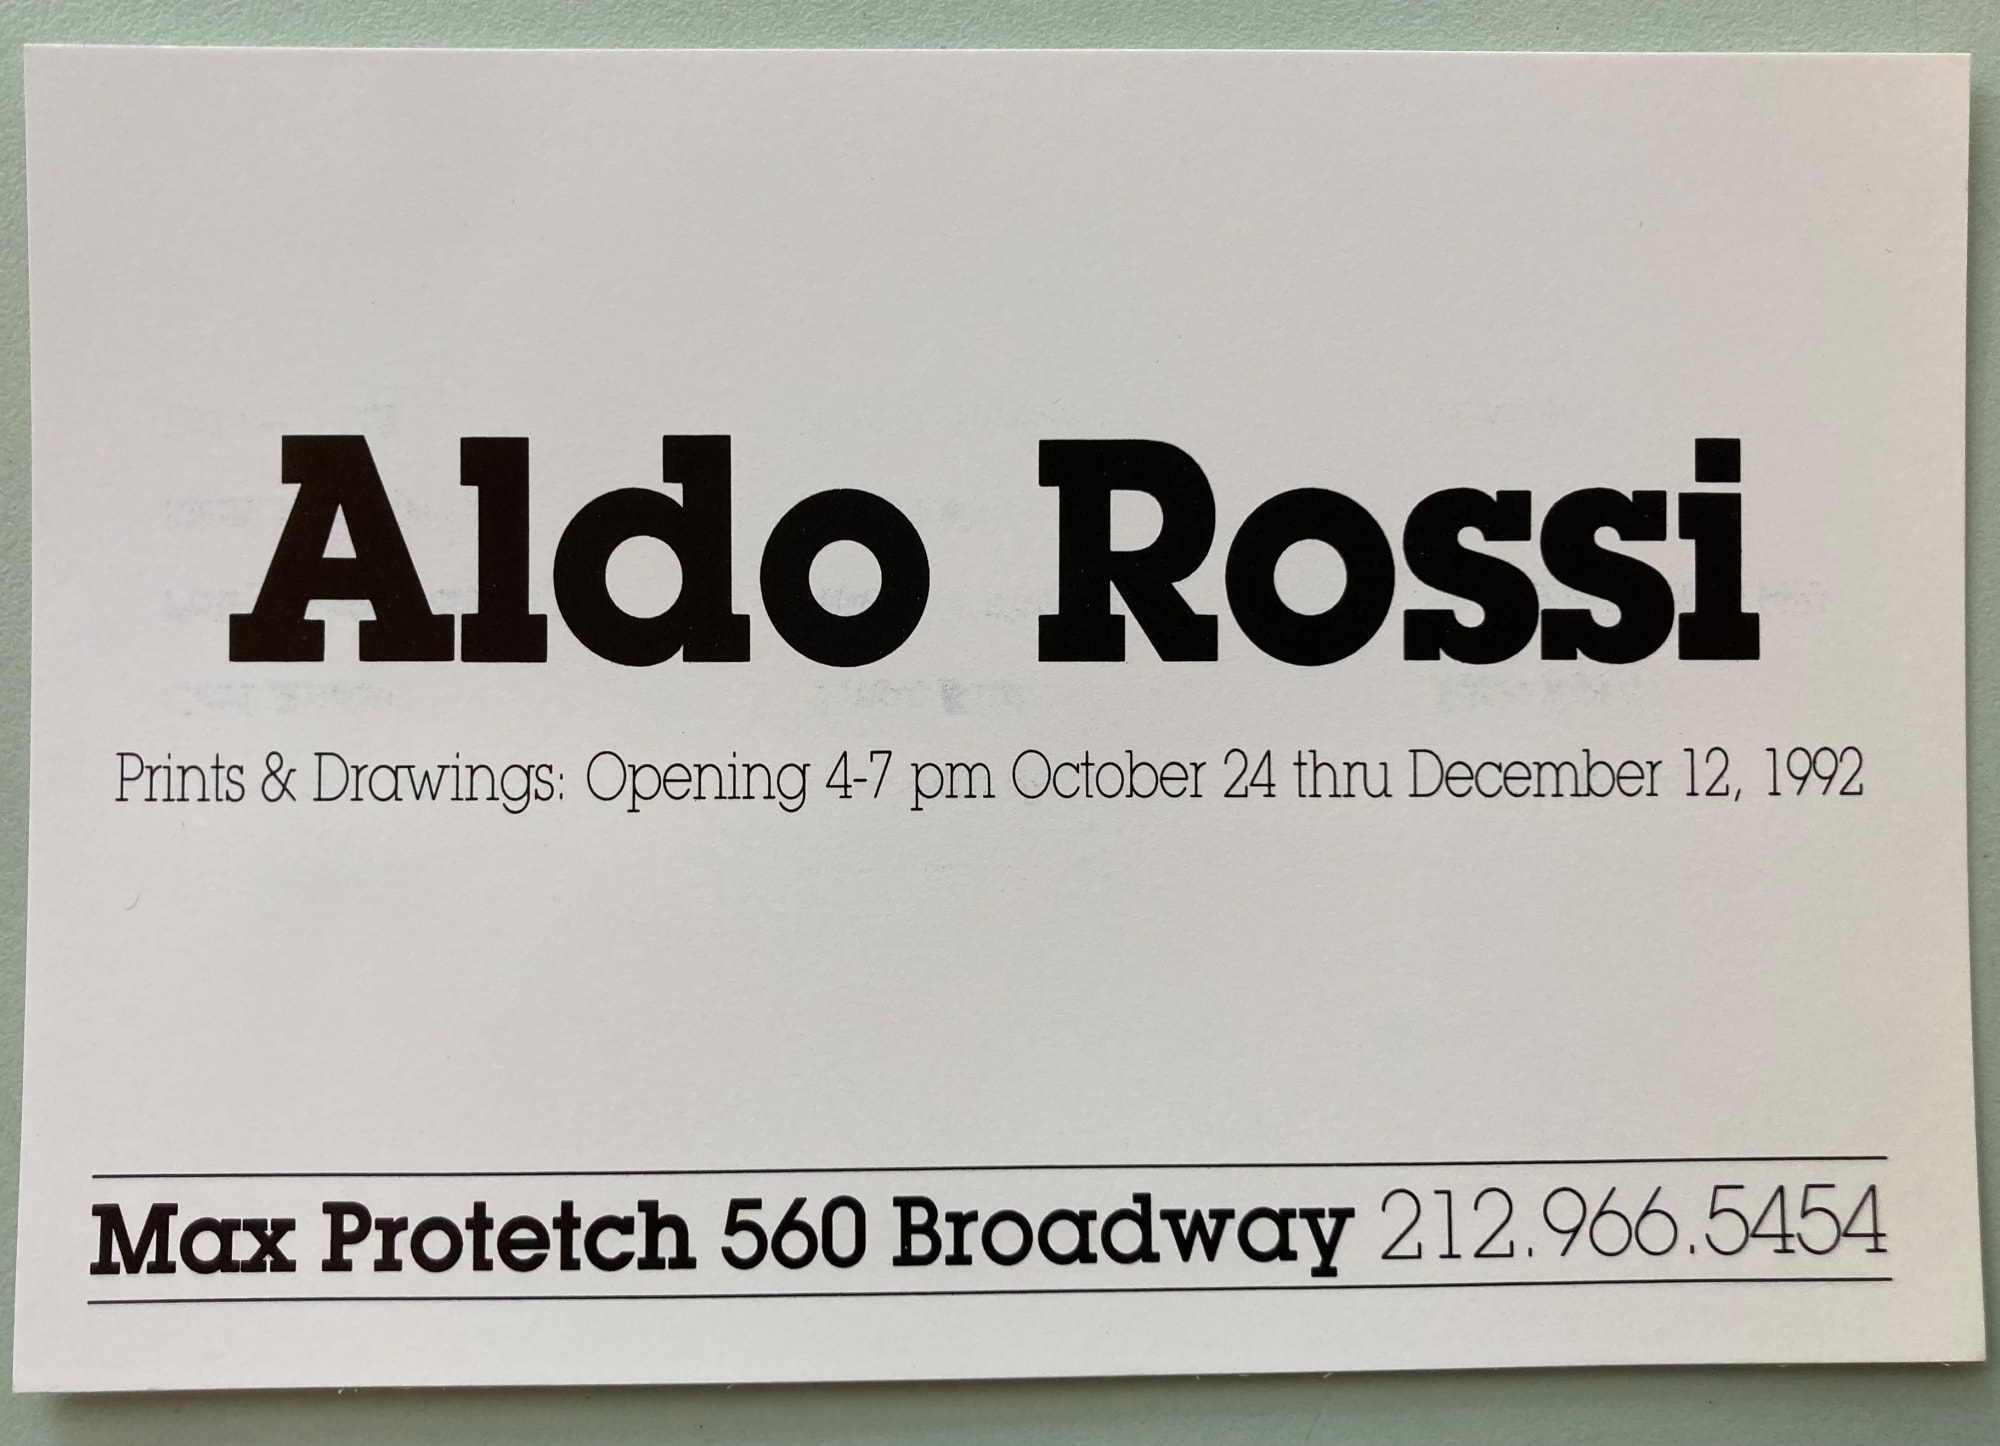 Aldo Rossi
Prints & Drawings: Opening 4-7 pm October 24 thru December 12, 1992
Max Protetch 560 Broadway 212.966.5454